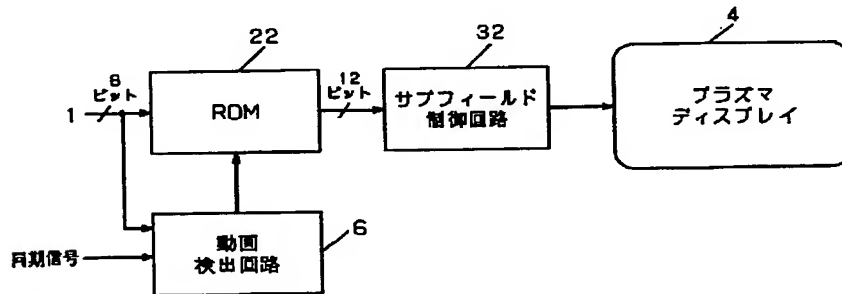 22
32
4
8
ビット
12
ビット
1
ROM
サブフィールド
制御回路
プラズマ
ディスプレイ
同期信号
動画
検出回路
6